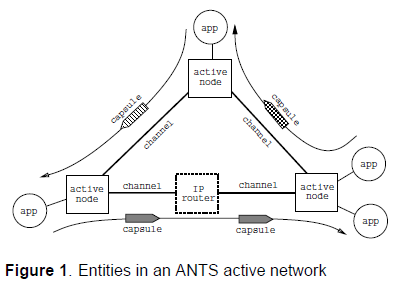 app
active
node
capsule
capsule
channel
channel
app
active
node
channel
IP
router
channel
active
node
app
app
capsule
capsule
Figure 1. Entities in an ANTS active network